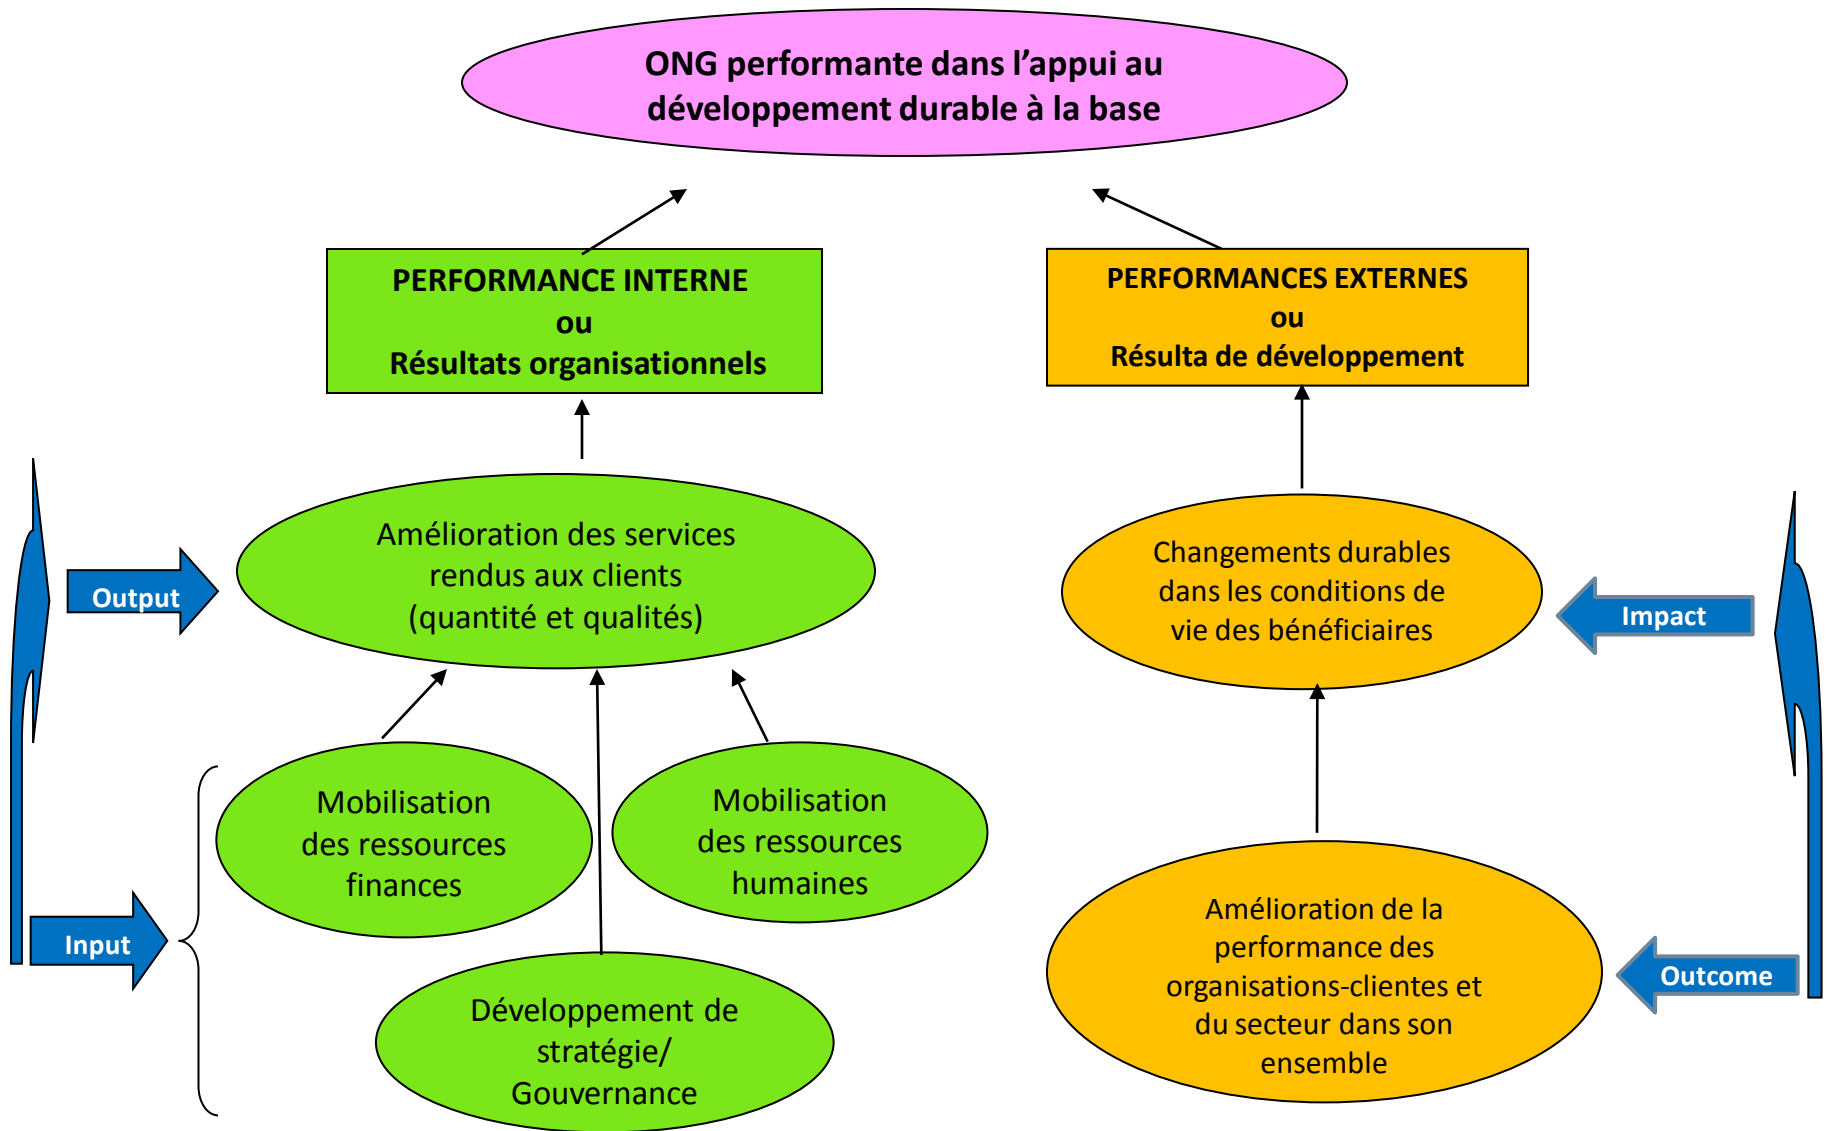 ONG performante dans l’appui au
développement durable à la base
PERFORMANCE INTERNE
ou
Résultats organisationnels
PERFORMANCES EXTERNES
ou
Résulta de développement
Output
Amélioration des services
rendus aux clients
(quantité et qualités)
Changements durables
dans les conditions de
vie des bénéficiaires
Impact
Input
Mobilisation
des ressources
finances
Mobilisation
des ressources
humaines
Développement de
stratégie/
Gouvernance
Amélioration de la
performance des
organisations-clientes et
du secteur dans son
ensemble
Outcome